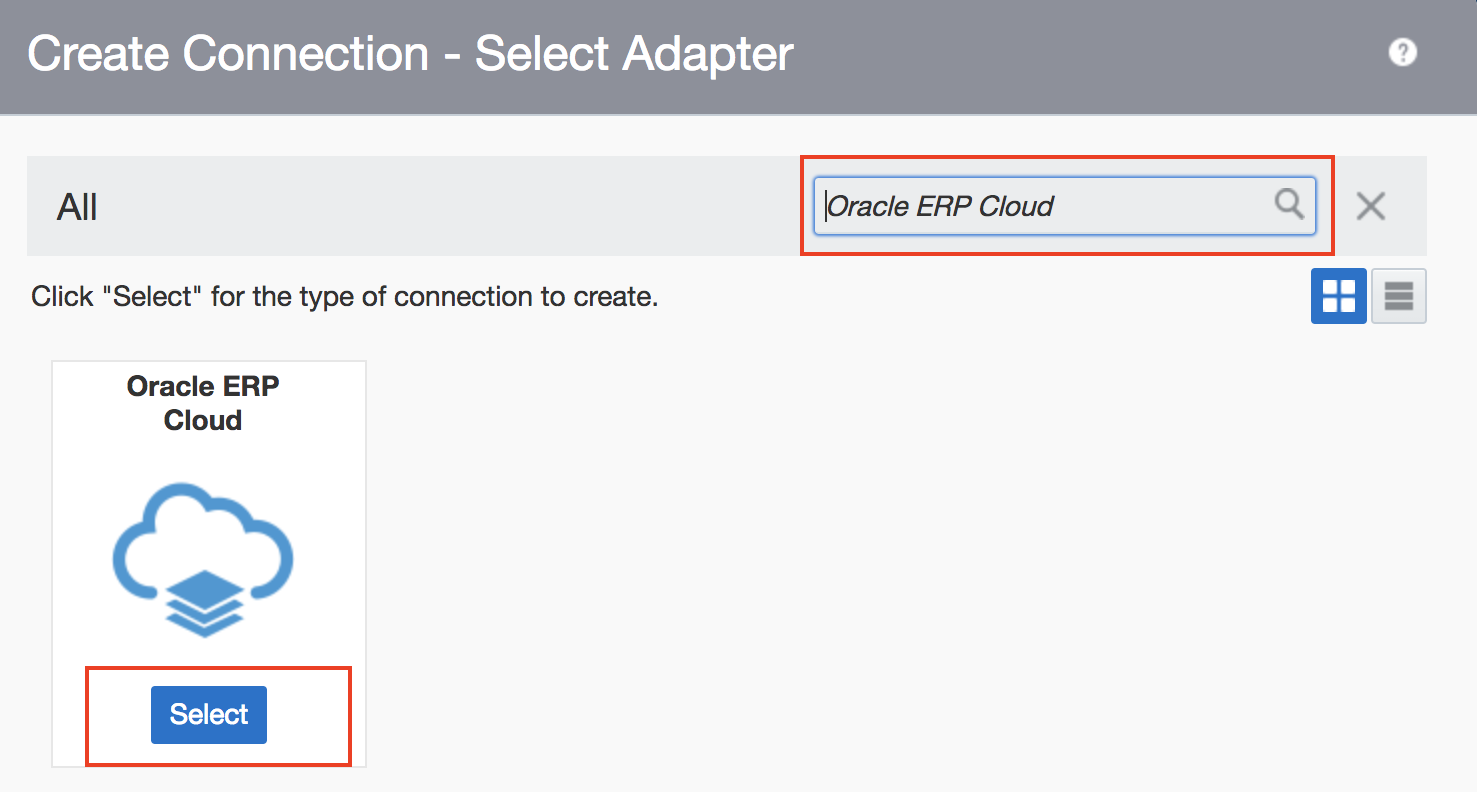 Create Connection - Select Adapter
?
All
Oracle ERP Cloud
Click "Select" for the type of connection to create.
Oracle ERP
Cloud
Select